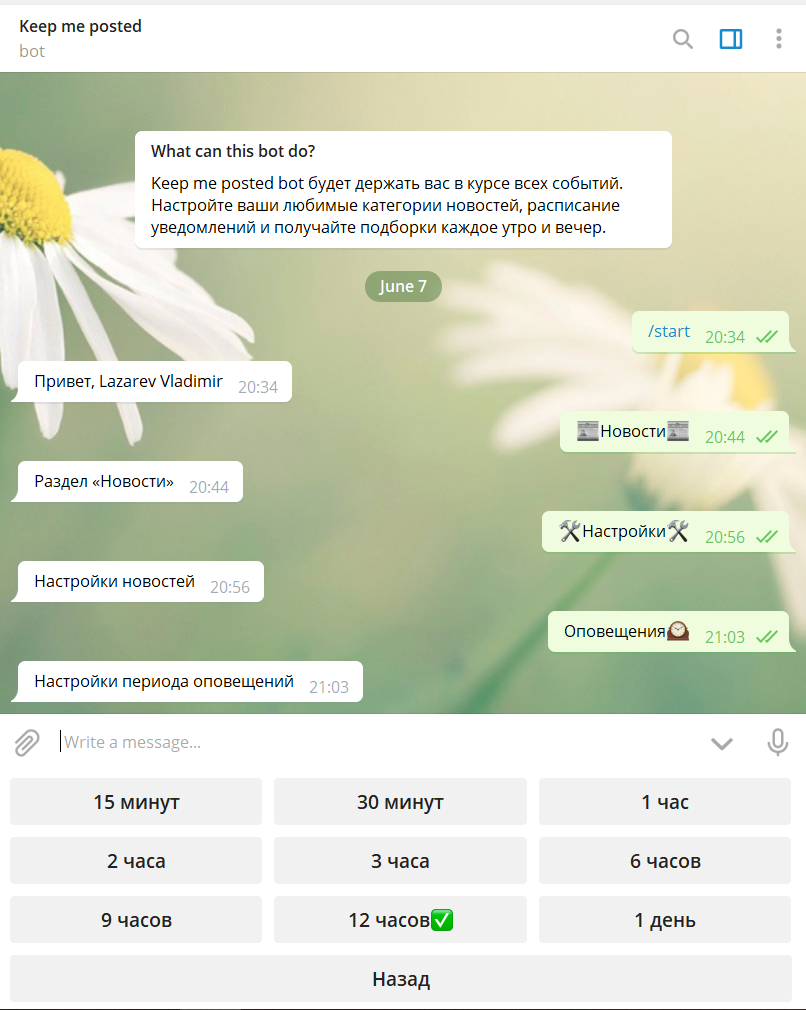 Keep me posted
bot
What can this bot do?
Keep me posted bot будет держать вас в курсе всех событий.
Настройте ваши любимые категории новостей, расписание
уведомлений и получайте подборки каждое утро и вечер.
June 7
/start 20:34
Привет, Lazarev Vladimir 20:34
Новости 20:44
Раздел «Новости» 20:44
Настройки 20:56
Настройки новостей 20:56
Оповещения 21:03
Настройки периода оповещений 21:03
Write a message...
15 минут 30 минут 1 час
2 часа 3 часа 6 часов
9 часов 12 часов✅ 1 день
Назад